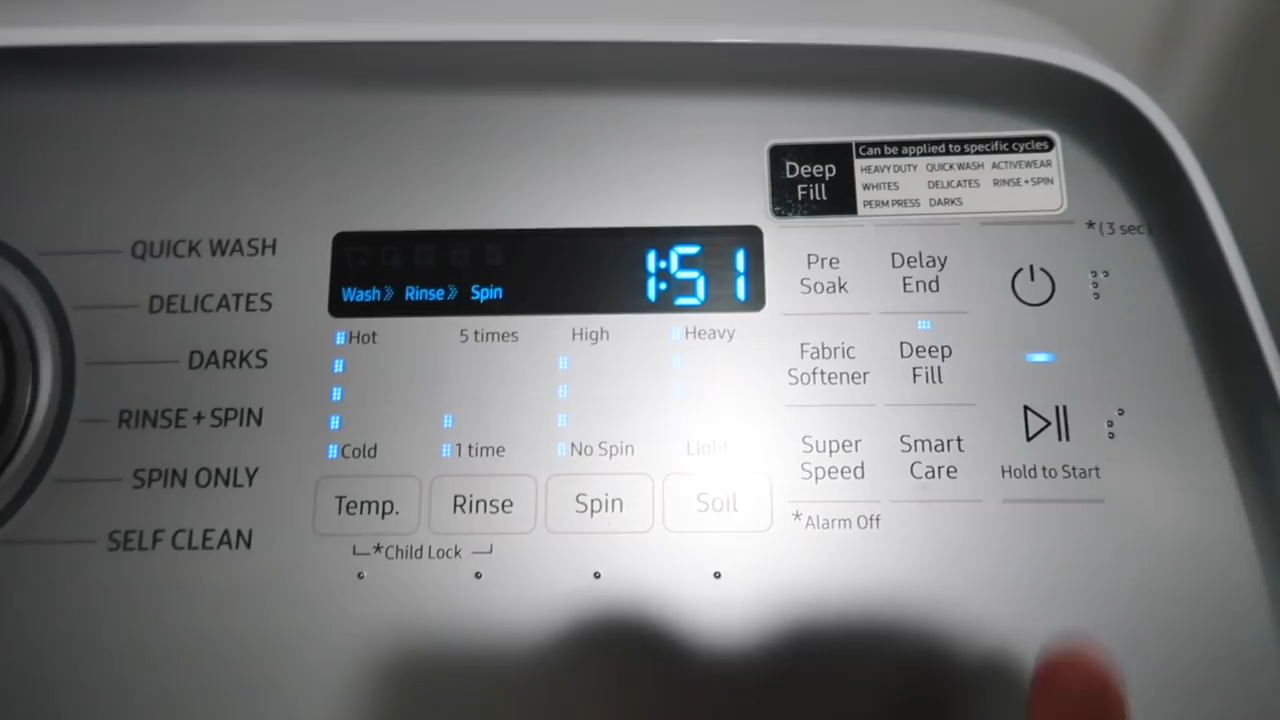 Deep
Fill
Can be applied to specific cycles
HEAVY DUTY QUICK WASH ACTIVEWEAR
WHITES DELICATES RINSE+SPIN
PERM PRESS DARKS
*(3 sec)
QUICK WASH
DELICATES
DARKS
RINSE + SPIN
SPIN ONLY
SELF CLEAN
1:51
Wash» Rinse» Spin
Hot 5 times High Heavy
Cold 1 time No Spin Light
Temp. Rinse Spin Soil
*Child Lock
Pre
Soak
Delay
End
Fabric
Softener
Deep
Fill
Super
Speed
Smart
Care
*Alarm Off
Hold to Start